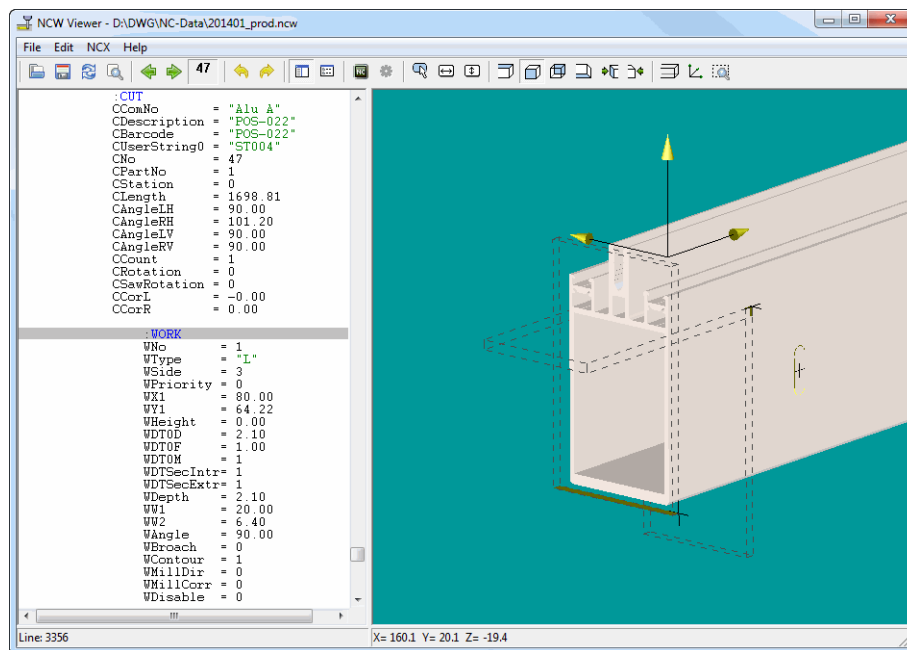 NCW Viewer - D:\DWG\NC-Data\201401_prod.ncw
File Edit NCX Help
47 NC
:CUT
CComNo = "Alu A"
CDescription = "POS-022"
CBarcode = "POS-022"
CUserString0 = "ST004"
CNo = 47
CPartNo = 1
CStation = 0
CLength = 1698.81
CAngleLH = 90.00
CAngleRH = 101.20
CAngleLV = 90.00
CAngleRV = 90.00
CCount = 1
CRotation = 0
CSawRotation = 0
CCorL = -0.00
CCorR = 0.00
:WORK
WNo = 1
WType = "L"
WSide = 3
WPriority = 0
WX1 = 80.00
WY1 = 64.22
WHeight = 0.00
WDT0D = 2.10
WDT0F = 1.00
WDT0M = 1
WDTSecIntr= 1
WDTSecExtr= 1
WDepth = 2.10
WW1 = 20.00
WW2 = 6.40
WAngle = 90.00
WBroach = 0
WContour = 1
WMillDir = 0
WMillCorr = 0
WDisable = 0
Line: 3356
X= 160.1 Y= 20.1 Z= -19.4